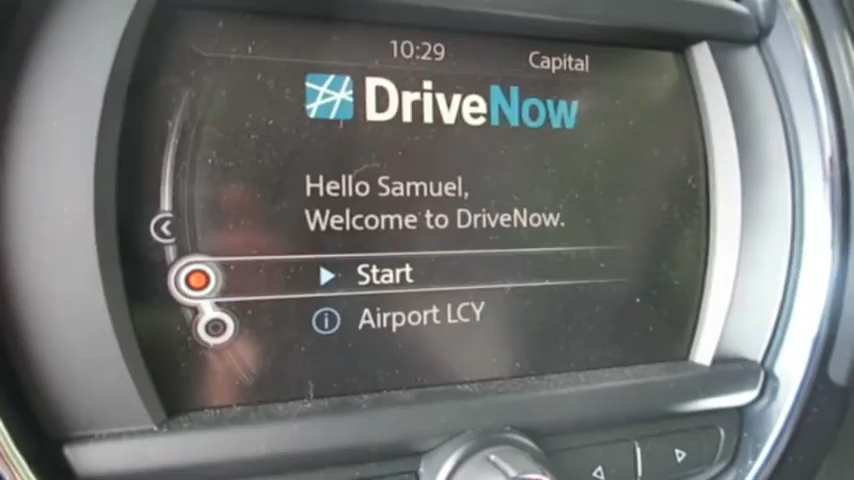 10:29 Capital
DriveNow
Hello Samuel,
Welcome to DriveNow.
Start
Airport LCY